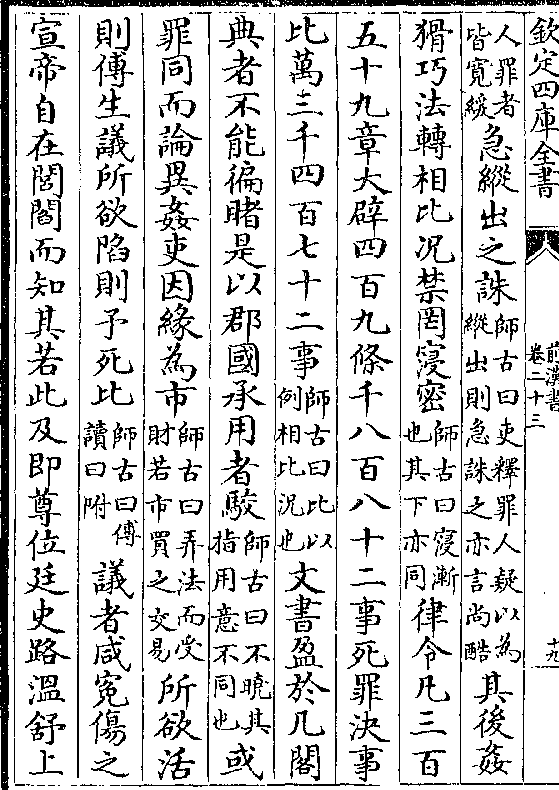 欽定四庫全書
前漢書
卷二十三
十九
人罪者皆寛緩急縱出之誅師古曰吏釋罪人疑以為縱出則急誅之亦言尚酷其後姦
猾巧法轉相比况禁罔寖密師古曰寖漸也其下亦同律令凡三百
五十九章大辟四百九條千八百八十二事死罪決事
比萬三千四百七十二事師古曰比以例相比况也文書盈於几閣
典者不能徧睹是以郡國承用者駮師古曰不曉其指用意不同也或
罪同而論異姦吏因緣為市師古曰弄法而受財若市買之交易所欲活
則傅生議所欲陷則予死比師古曰傅讀曰附議者咸冤傷之
宣帝自在閭閻而知其若此及即尊位廷史路溫舒上